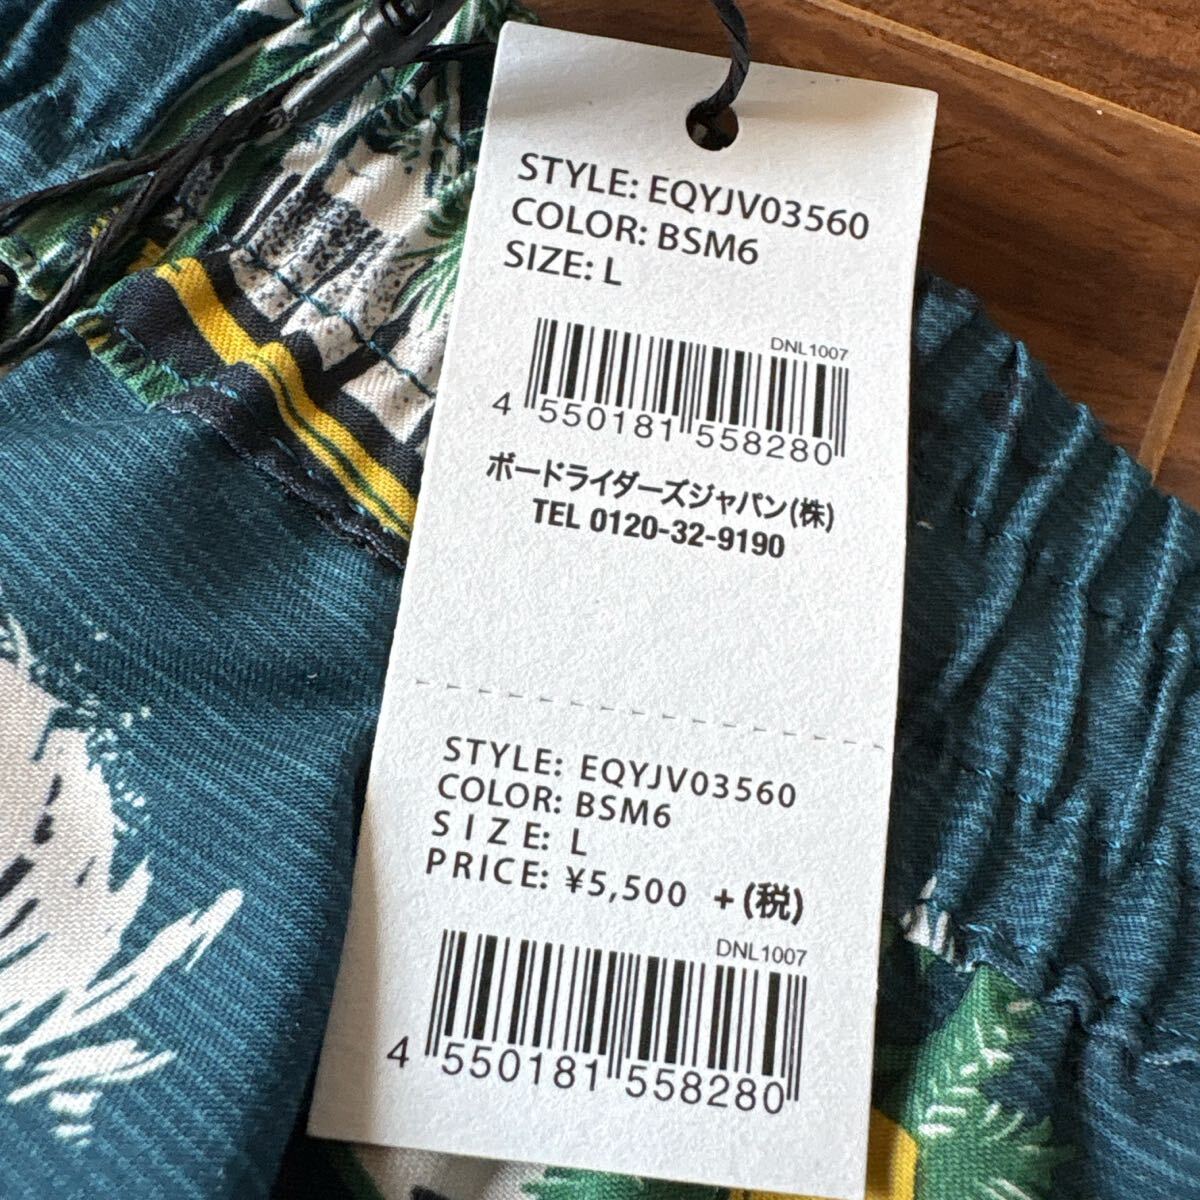 STYLE: EQYJV03560
COLOR: BSM6
SIZE: L
DNL1007
4 550181 558280
ボードライダーズジャパン(株)
TEL 0120-32-9190
STYLE: EQYJV03560
COLOR: BSM6
SIZE: L
PRICE: ¥5,500 +(税)
DNL1007
4 550181 558280